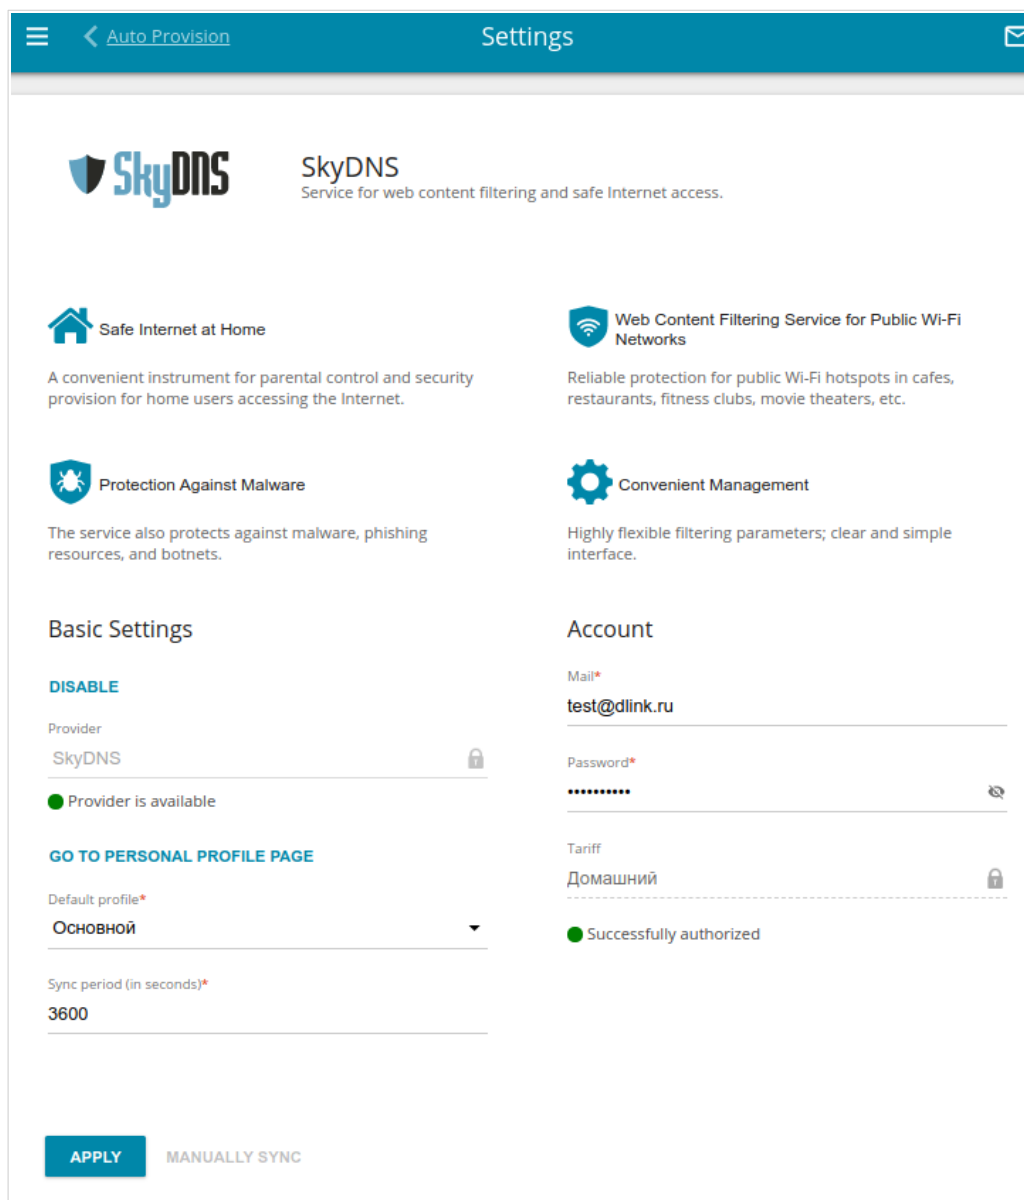 Auto Provision
Settings
SkyDNS
SkyDNS
Service for web content filtering and safe Internet access.
Safe Internet at Home
A convenient instrument for parental control and security
provision for home users accessing the Internet.
Web Content Filtering Service for Public Wi-Fi
Networks
Reliable protection for public Wi-Fi hotspots in cafes,
restaurants, fitness clubs, movie theaters, etc.
Protection Against Malware
The service also protects against malware, phishing
resources, and botnets.
Convenient Management
Highly flexible filtering parameters; clear and simple
interface.
Basic Settings
DISABLE
Provider
SkyDNS
Provider is available
GO TO PERSONAL PROFILE PAGE
Default profile*
Основной
Sync period (in seconds)*
3600
Account
Mail*
test@dlink.ru
Password*
••••••••••
Tariff
Домашний
Successfully authorized
APPLY
MANUALLY SYNC